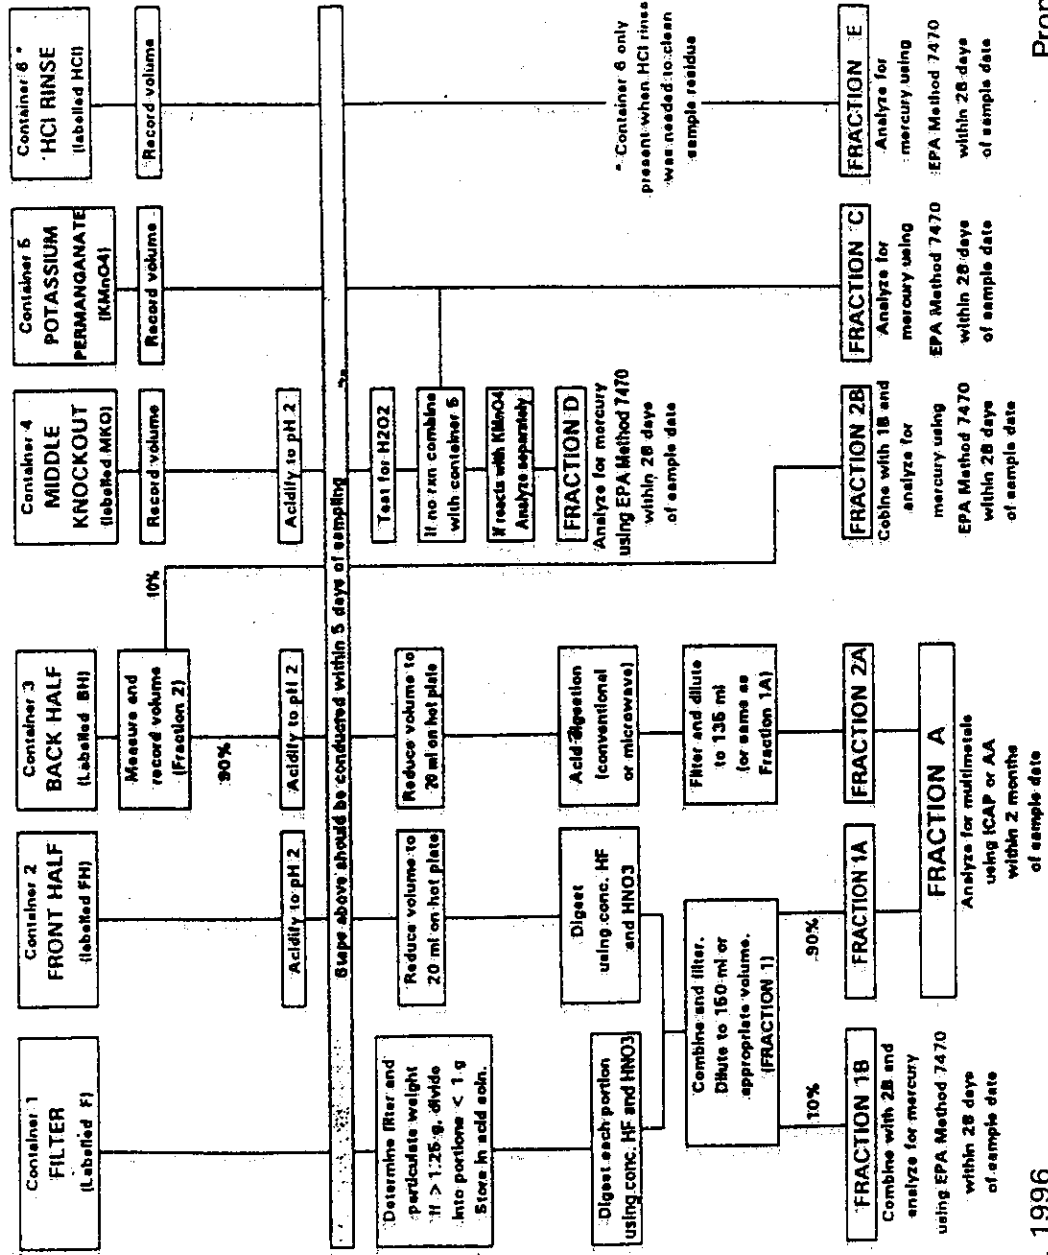 Container 1
FILTER
(Labelled F)
Container 2
FRONT HALF
(labelled FH)
Container 3
BACK HALF
(Labelled BH)
Container 4
MIDDLE
KNOCKOUT
(labelled MKO)
Container 5
POTASSIUM
PERMANGANATE
(KMnO4)
Container 6 *
HCl RINSE
(labelled HCl)
Measure and
record volume
(Fraction 2)
10%
90%
Record volume
Record volume
Record volume
Acidify to pH 2
Acidify to pH 2
Acidify to pH 2
Steps above should be conducted within 5 days of sampling
Determine filter and
particulate weight
If > 1.25 g, divide
into portions < 1 g
Store in acid soln.
Reduce volume to
20 ml on hot plate
Reduce volume to
20 ml on hot plate
Test for H2O2
If no rxn combine
with container 5
If reacts with KMnO4
Analyze separately
FRACTION D
Analyze for mercury
using EPA Method 7470
within 28 days
of sample date
* Container 6 only
present when HCl rinse
was needed to clean
sample residue
Digest each portion
using conc. HF and HNO3
Digest
using conc. HF
and HNO3
Acid Digestion
(conventional
or microwave)
Combine and filter.
Dilute to 150 ml or
appropriate volume.
(FRACTION 1)
Filter and dilute
to 135 ml
(or same as
Fraction 1A)
10%
90%
FRACTION 1B
Combine with 2B and
analyze for mercury
using EPA Method 7470
within 28 days
of sample date
FRACTION 1A
FRACTION 2A
FRACTION A
Analyze for multimetals
using ICAP or AA
within 2 months
of sample date
FRACTION 2B
Cobine with 1B and
analyze for
mercury using
EPA Method 7470
within 28 days
of sample date
FRACTION C
Analyze for
mercury using
EPA Method 7470
within 28 days
of sample date
FRACTION E
Analyze for
mercury using
EPA Method 7470
within 28 days
of sample date
1996